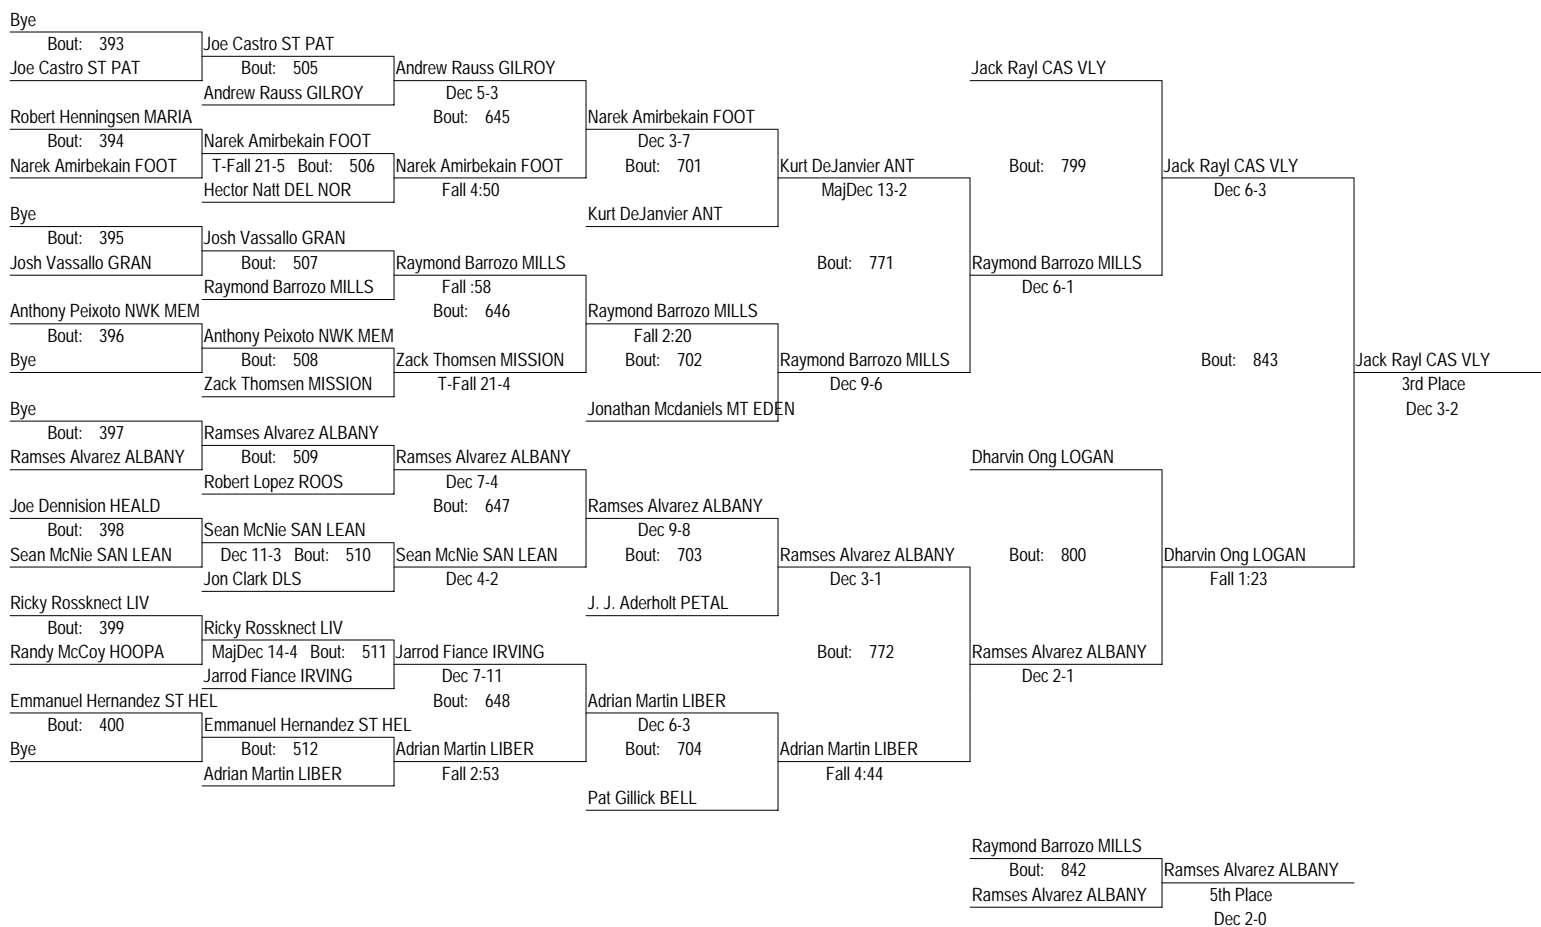 Bye
Bout: 393
Joe Castro ST PAT
Joe Castro ST PAT
Bout: 505
Andrew Rauss GILROY
Andrew Rauss GILROY
Dec 5-3
Bout: 645
Robert Henningsen MARIA
Bout: 394
Narek Amirbekain FOOT
Narek Amirbekain FOOT
T-Fall 21-5 Bout: 506
Hector Natt DEL NOR
Narek Amirbekain FOOT
Fall 4:50
Narek Amirbekain FOOT
Dec 3-7
Bout: 701
Kurt DeJanvier ANT
Kurt DeJanvier ANT
MajDec 13-2
Bye
Bout: 395
Josh Vassallo GRAN
Josh Vassallo GRAN
Bout: 507
Raymond Barrozo MILLS
Raymond Barrozo MILLS
Fall :58
Bout: 646
Anthony Peixoto NWK MEM
Bout: 396
Bye
Anthony Peixoto NWK MEM
Bout: 508
Zack Thomsen MISSION
Zack Thomsen MISSION
T-Fall 21-4
Raymond Barrozo MILLS
Fall 2:20
Bout: 702
Jonathan Mcdaniels MT EDEN
Raymond Barrozo MILLS
Dec 9-6
Bout: 771
Jack Rayl CAS VLY
Bout: 799
Raymond Barrozo MILLS
Dec 6-1
Jack Rayl CAS VLY
Dec 6-3
Bye
Bout: 397
Ramses Alvarez ALBANY
Ramses Alvarez ALBANY
Bout: 509
Robert Lopez ROOS
Ramses Alvarez ALBANY
Dec 7-4
Bout: 647
Joe Dennision HEALD
Bout: 398
Sean McNie SAN LEAN
Sean McNie SAN LEAN
Dec 11-3 Bout: 510
Jon Clark DLS
Sean McNie SAN LEAN
Dec 4-2
Ramses Alvarez ALBANY
Dec 9-8
Bout: 703
J. J. Aderholt PETAL
Ramses Alvarez ALBANY
Dec 3-1
Ricky Rossknect LIV
Bout: 399
Randy McCoy HOOPA
Ricky Rossknect LIV
MajDec 14-4 Bout: 511
Jarrod Fiance IRVING
Jarrod Fiance IRVING
Dec 7-11
Bout: 648
Emmanuel Hernandez ST HEL
Bout: 400
Bye
Emmanuel Hernandez ST HEL
Bout: 512
Adrian Martin LIBER
Adrian Martin LIBER
Fall 2:53
Adrian Martin LIBER
Dec 6-3
Bout: 704
Pat Gillick BELL
Adrian Martin LIBER
Fall 4:44
Bout: 772
Dharvin Ong LOGAN
Bout: 800
Ramses Alvarez ALBANY
Dec 2-1
Dharvin Ong LOGAN
Fall 1:23
Bout: 843
Jack Rayl CAS VLY
3rd Place
Dec 3-2
Raymond Barrozo MILLS
Bout: 842
Ramses Alvarez ALBANY
Ramses Alvarez ALBANY
5th Place
Dec 2-0